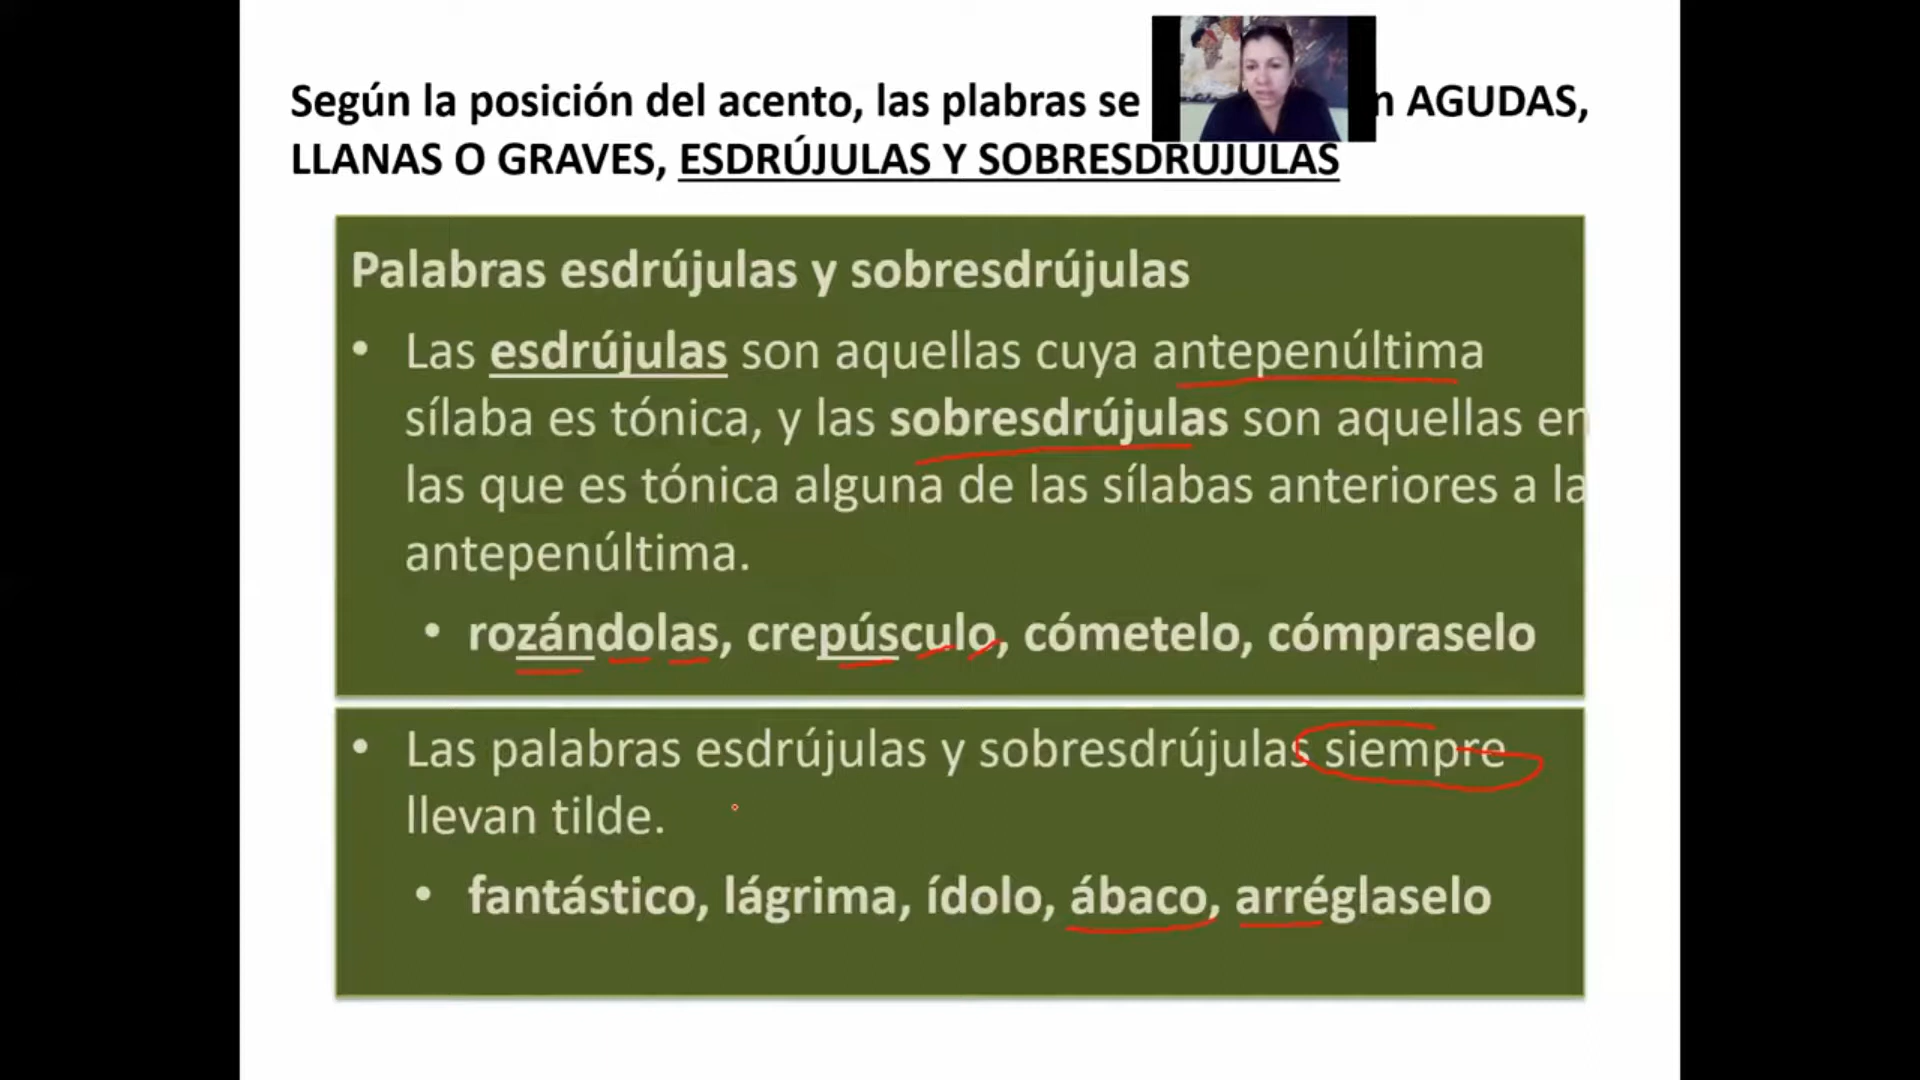 Según la posición del acento, las plabras se n AGUDAS,
LLANAS O GRAVES, ESDRÚJULAS Y SOBRESDRUJULAS
Palabras esdrújulas y sobresdrújulas
• Las esdrújulas son aquellas cuya antepenúltima
sílaba es tónica, y las sobresdrújulas son aquellas en
las que es tónica alguna de las sílabas anteriores a la
antepenúltima.
• rozándolas, crepúsculo, cómetelo, cómpraselo
• Las palabras esdrújulas y sobresdrújulas siempre
llevan tilde.
• fantástico, lágrima, ídolo, ábaco, arréglaselo